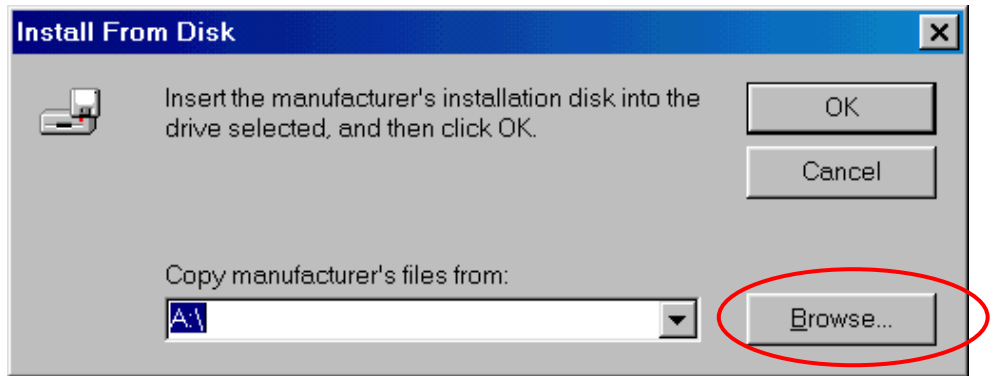 Install From Disk
Insert the manufacturer's installation disk into the
drive selected, and then click OK.
OK
Cancel
Copy manufacturer's files from:
A:\
Browse...